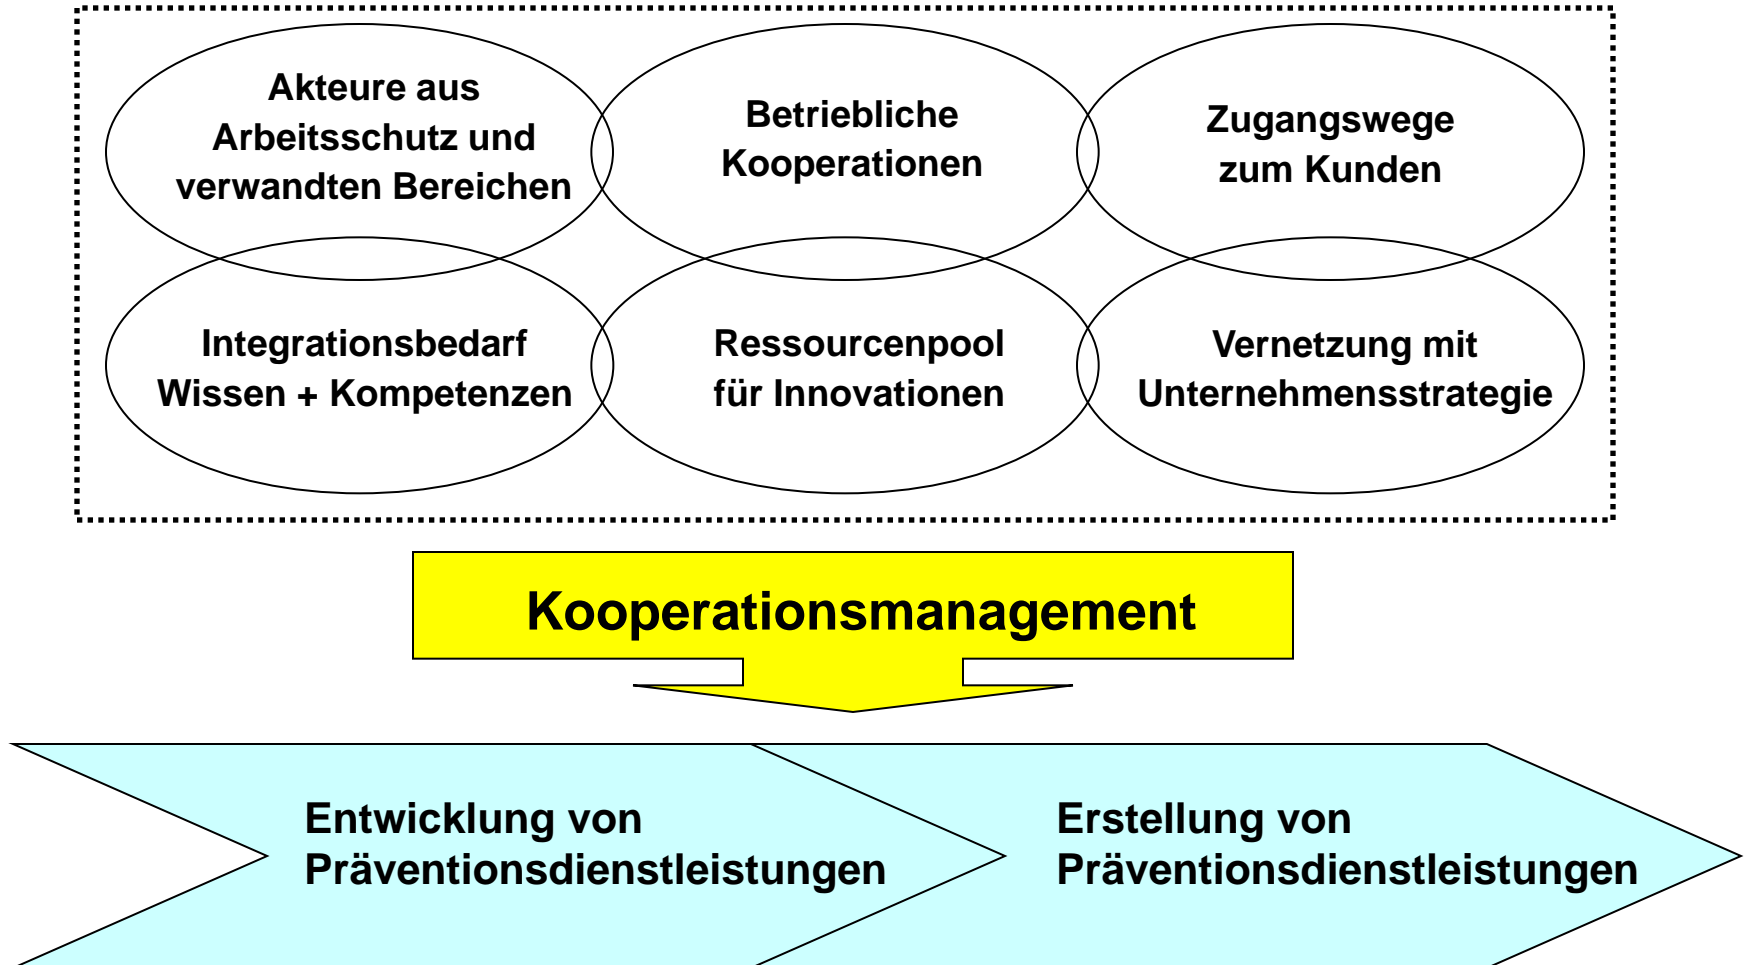 Akteure aus
Arbeitsschutz und
verwandten Bereichen
Betriebliche
Kooperationen
Zugangswege
zum Kunden
Integrationsbedarf
Wissen + Kompetenzen
Ressourcenpool
für Innovationen
Vernetzung mit
Unternehmensstrategie
Kooperationsmanagement
Entwicklung von
Präventionsdienstleistungen
Erstellung von
Präventionsdienstleistungen